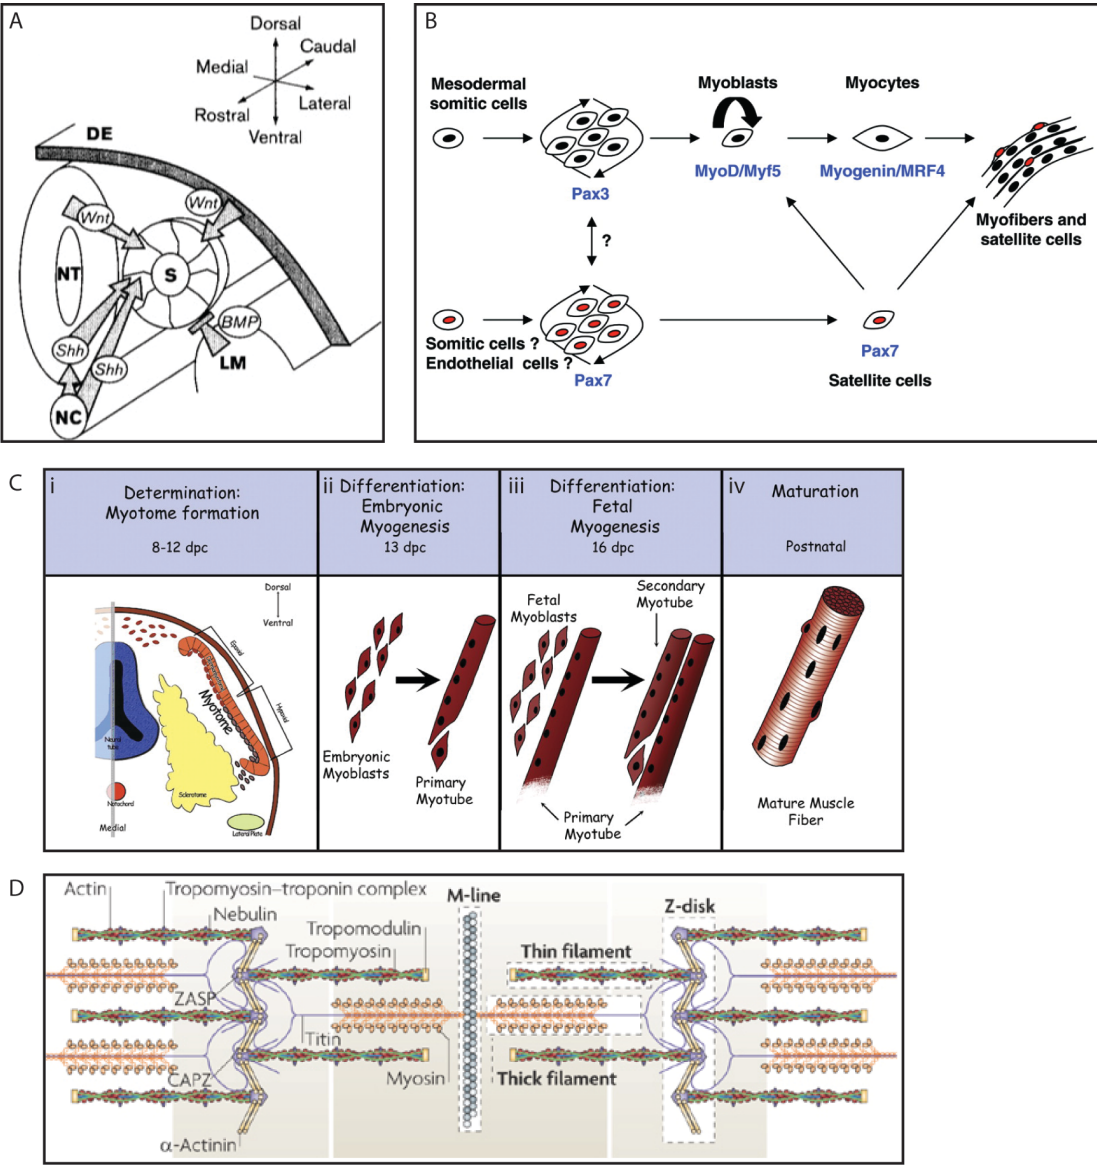 A
Dorsal
Caudal
Medial
Lateral
Rostral
Ventral
DE
Wnt
Wnt
NT
S
BMP
Shh
Shh
LM
NC
B
Mesodermal
somitic cells
Pax3
Myoblasts
MyoD/Myf5
Myocytes
Myogenin/MRF4
Myofibers and
satellite cells
?
Somitic cells ?
Endothelial cells ?
Pax7
Pax7
Satellite cells
C
i
Determination:
Myotome formation
8-12 dpc
ii
Differentiation:
Embryonic
Myogenesis
13 dpc
iii
Differentiation:
Fetal
Myogenesis
16 dpc
iv
Maturation
Postnatal
Dorsal
Ventral
Epaxial
Hypaxial
Myotome
Neural
tube
Notochord
Sclerotome
Medial
Lateral Plate
Embryonic
Myoblasts
Primary
Myotube
Fetal
Myoblasts
Secondary
Myotube
Primary
Myotube
Mature Muscle
Fiber
D
Actin
Tropomyosin–troponin complex
Nebulin
Tropomodulin
Tropomyosin
M-line
Z-disk
Thin filament
ZASP
Titin
CAPZ
Myosin
Thick filament
α-Actinin